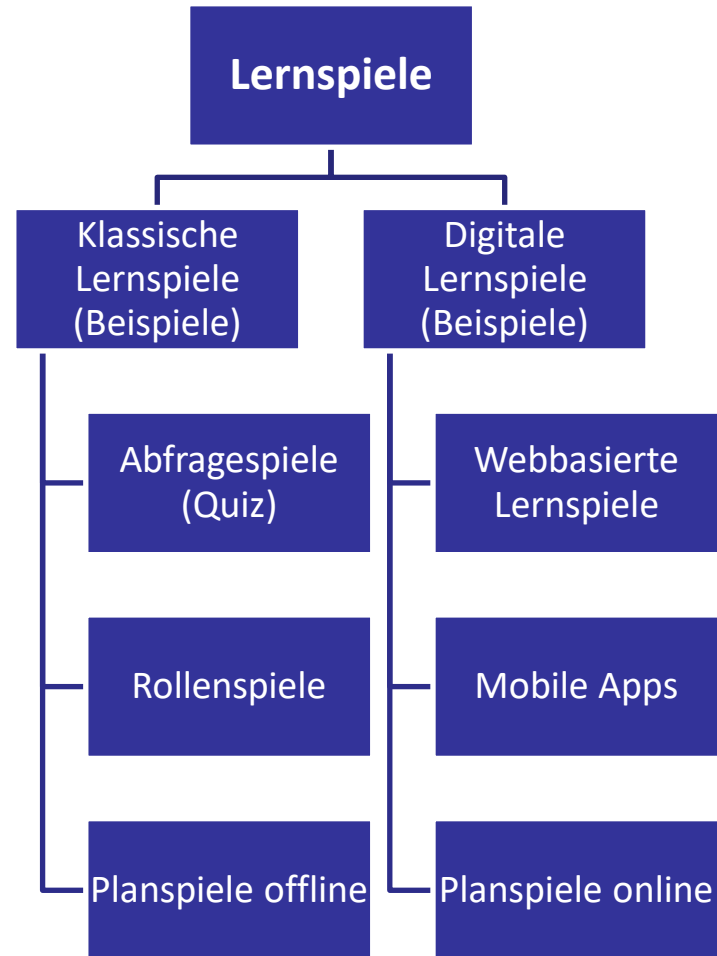 Lernspiele
Klassische
Lernspiele
(Beispiele)
Digitale
Lernspiele
(Beispiele)
Abfragespiele
(Quiz)
Webbasierte
Lernspiele
Rollenspiele
Mobile Apps
Planspiele offline
Planspiele online